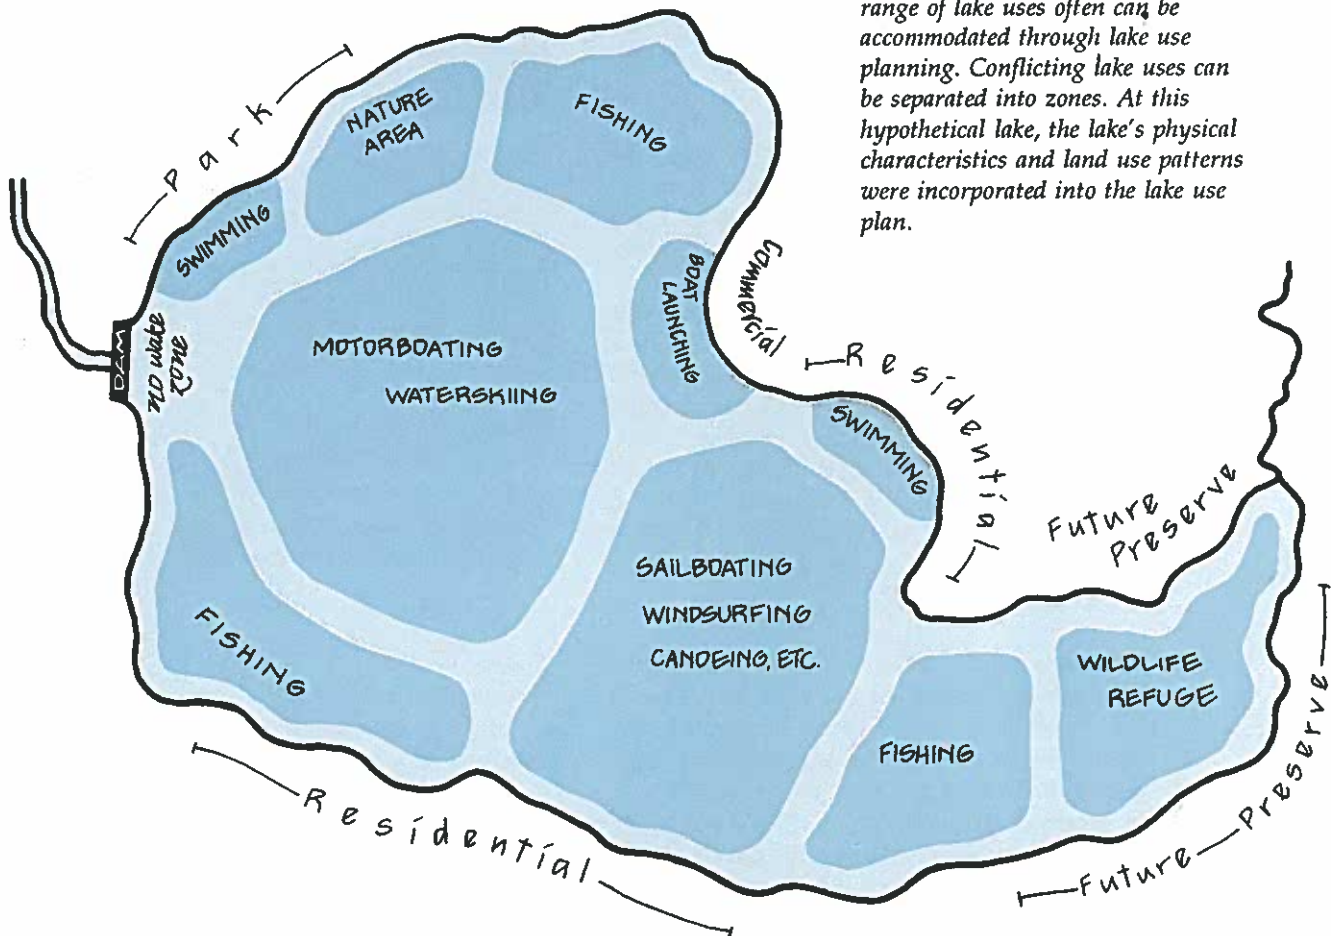 range of lake uses often can be
accommodated through lake use
planning. Conflicting lake uses can
be separated into zones. At this
hypothetical lake, the lake's physical
characteristics and land use patterns
were incorporated into the lake use
plan.
Park
NATURE
AREA
FISHING
SWIMMING
BOAT
LAUNCHING
Commercial
DAM
NO wake
zone
MOTORBOATING
WATERSKIING
Residential
SWIMMING
Future
Preserve
SAILBOATING
WINDSURFING
CANOEING, ETC.
FISHING
WILDLIFE
REFUGE
FISHING
Residential
Future Preserve